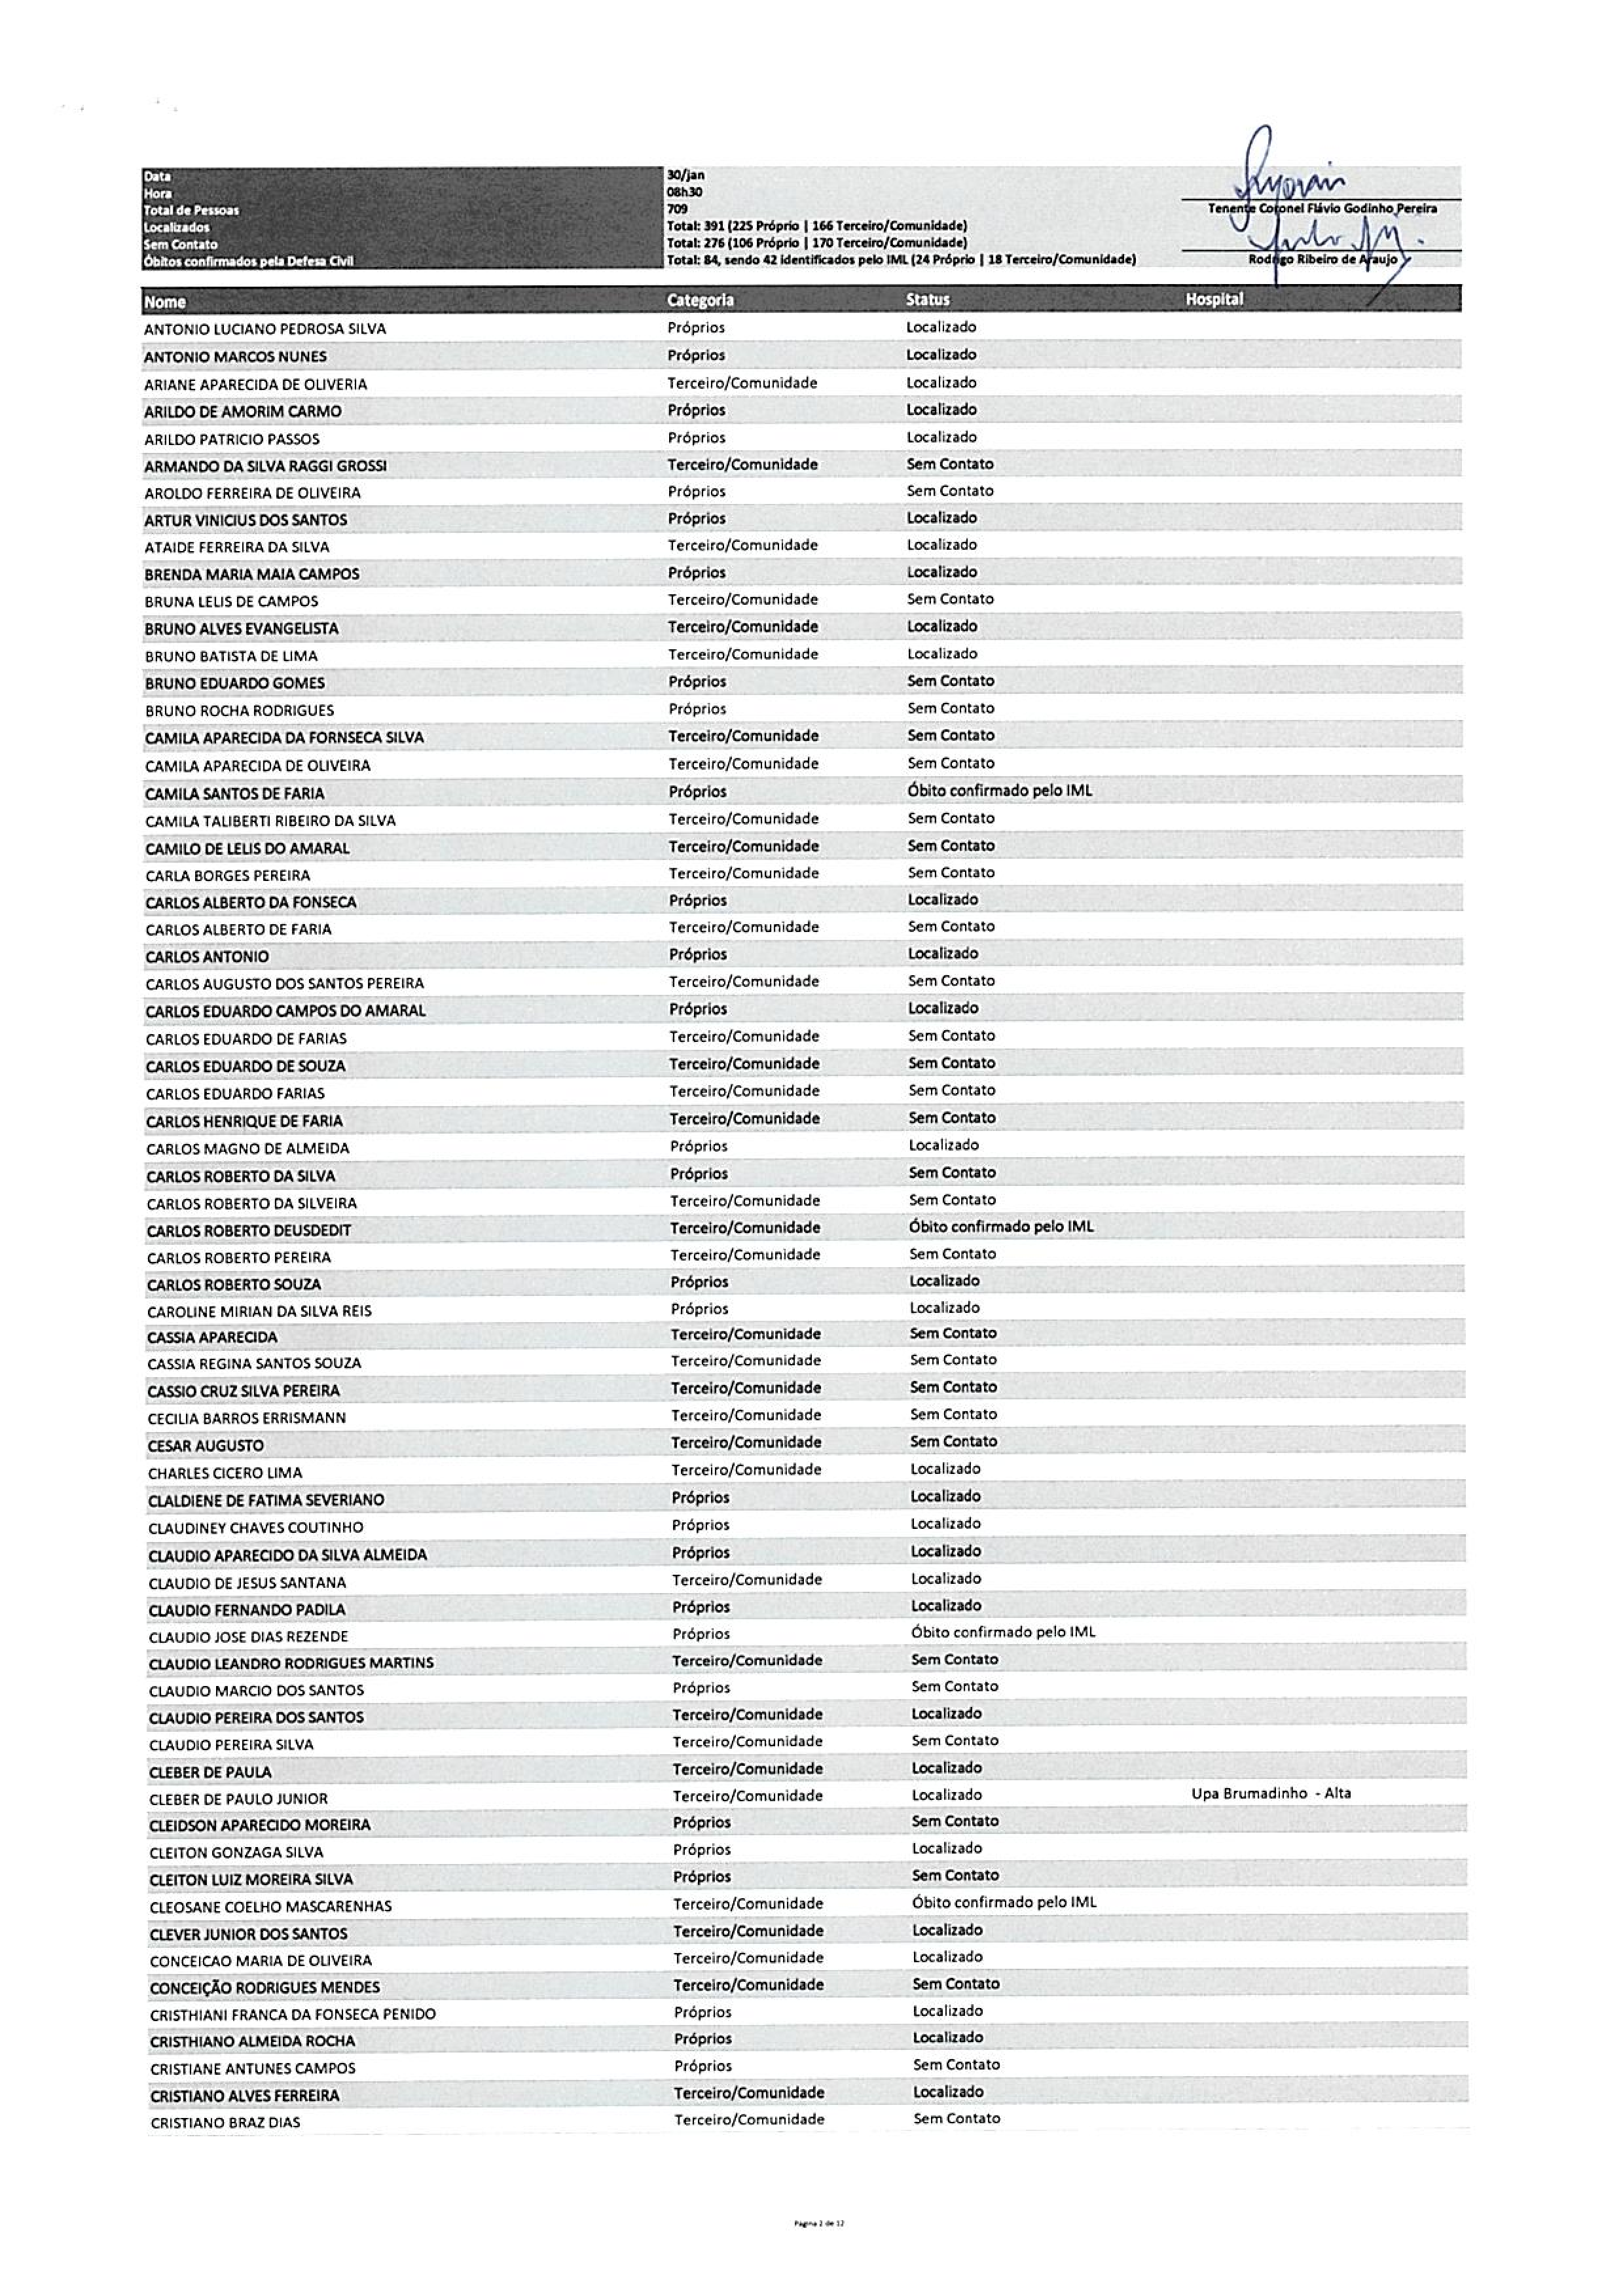 Data 30/jan
Hora 08h30
Total de Pessoas 709
Localizados Total: 391 (225 Próprio | 166 Terceiro/Comunidade)
Sem Contato Total: 276 (106 Próprio | 170 Terceiro/Comunidade)
Óbitos confirmados pela Defesa Civil Total: 84, sendo 42 identificados pelo IML (24 Próprio | 18 Terceiro/Comunidade)
Tenente Coronel Flávio Godinho Pereira
Rodrigo Ribeiro de Araujo
Nome Categoria Status Hospital
ANTONIO LUCIANO PEDROSA SILVA Próprios Localizado
ANTONIO MARCOS NUNES Próprios Localizado
ARIANE APARECIDA DE OLIVERIA Terceiro/Comunidade Localizado
ARILDO DE AMORIM CARMO Próprios Localizado
ARILDO PATRICIO PASSOS Próprios Localizado
ARMANDO DA SILVA RAGGI GROSSI Terceiro/Comunidade Sem Contato
AROLDO FERREIRA DE OLIVEIRA Próprios Sem Contato
ARTUR VINICIUS DOS SANTOS Próprios Localizado
ATAIDE FERREIRA DA SILVA Terceiro/Comunidade Localizado
BRENDA MARIA MAIA CAMPOS Próprios Localizado
BRUNA LELIS DE CAMPOS Terceiro/Comunidade Sem Contato
BRUNO ALVES EVANGELISTA Terceiro/Comunidade Localizado
BRUNO BATISTA DE LIMA Terceiro/Comunidade Localizado
BRUNO EDUARDO GOMES Próprios Sem Contato
BRUNO ROCHA RODRIGUES Próprios Sem Contato
CAMILA APARECIDA DA FORNSECA SILVA Terceiro/Comunidade Sem Contato
CAMILA APARECIDA DE OLIVEIRA Terceiro/Comunidade Sem Contato
CAMILA SANTOS DE FARIA Próprios Óbito confirmado pelo IML
CAMILA TALIBERTI RIBEIRO DA SILVA Terceiro/Comunidade Sem Contato
CAMILO DE LELIS DO AMARAL Terceiro/Comunidade Sem Contato
CARLA BORGES PEREIRA Terceiro/Comunidade Sem Contato
CARLOS ALBERTO DA FONSECA Próprios Localizado
CARLOS ALBERTO DE FARIA Terceiro/Comunidade Sem Contato
CARLOS ANTONIO Próprios Localizado
CARLOS AUGUSTO DOS SANTOS PEREIRA Terceiro/Comunidade Sem Contato
CARLOS EDUARDO CAMPOS DO AMARAL Próprios Localizado
CARLOS EDUARDO DE FARIAS Terceiro/Comunidade Sem Contato
CARLOS EDUARDO DE SOUZA Terceiro/Comunidade Sem Contato
CARLOS EDUARDO FARIAS Terceiro/Comunidade Sem Contato
CARLOS HENRIQUE DE FARIA Terceiro/Comunidade Sem Contato
CARLOS MAGNO DE ALMEIDA Próprios Localizado
CARLOS ROBERTO DA SILVA Próprios Sem Contato
CARLOS ROBERTO DA SILVEIRA Terceiro/Comunidade Sem Contato
CARLOS ROBERTO DEUSDEDIT Terceiro/Comunidade Óbito confirmado pelo IML
CARLOS ROBERTO PEREIRA Terceiro/Comunidade Sem Contato
CARLOS ROBERTO SOUZA Próprios Localizado
CAROLINE MIRIAN DA SILVA REIS Próprios Localizado
CASSIA APARECIDA Terceiro/Comunidade Sem Contato
CASSIA REGINA SANTOS SOUZA Terceiro/Comunidade Sem Contato
CASSIO CRUZ SILVA PEREIRA Terceiro/Comunidade Sem Contato
CECILIA BARROS ERRISMANN Terceiro/Comunidade Sem Contato
CESAR AUGUSTO Terceiro/Comunidade Sem Contato
CHARLES CICERO LIMA Terceiro/Comunidade Localizado
CLALDIENE DE FATIMA SEVERIANO Próprios Localizado
CLAUDINEY CHAVES COUTINHO Próprios Localizado
CLAUDIO APARECIDO DA SILVA ALMEIDA Próprios Localizado
CLAUDIO DE JESUS SANTANA Terceiro/Comunidade Localizado
CLAUDIO FERNANDO PADILA Próprios Localizado
CLAUDIO JOSE DIAS REZENDE Próprios Óbito confirmado pelo IML
CLAUDIO LEANDRO RODRIGUES MARTINS Terceiro/Comunidade Sem Contato
CLAUDIO MARCIO DOS SANTOS Próprios Sem Contato
CLAUDIO PEREIRA DOS SANTOS Terceiro/Comunidade Localizado
CLAUDIO PEREIRA SILVA Terceiro/Comunidade Sem Contato
CLEBER DE PAULA Terceiro/Comunidade Localizado
CLEBER DE PAULO JUNIOR Terceiro/Comunidade Localizado Upa Brumadinho - Alta
CLEIDSON APARECIDO MOREIRA Próprios Sem Contato
CLEITON GONZAGA SILVA Próprios Localizado
CLEITON LUIZ MOREIRA SILVA Próprios Sem Contato
CLEOSANE COELHO MASCARENHAS Terceiro/Comunidade Óbito confirmado pelo IML
CLEVER JUNIOR DOS SANTOS Terceiro/Comunidade Localizado
CONCEICAO MARIA DE OLIVEIRA Terceiro/Comunidade Localizado
CONCEIÇÃO RODRIGUES MENDES Terceiro/Comunidade Sem Contato
CRISTHIANI FRANCA DA FONSECA PENIDO Próprios Localizado
CRISTHIANO ALMEIDA ROCHA Próprios Localizado
CRISTIANE ANTUNES CAMPOS Próprios Sem Contato
CRISTIANO ALVES FERREIRA Terceiro/Comunidade Localizado
CRISTIANO BRAZ DIAS Terceiro/Comunidade Sem Contato
Página 2 de 12